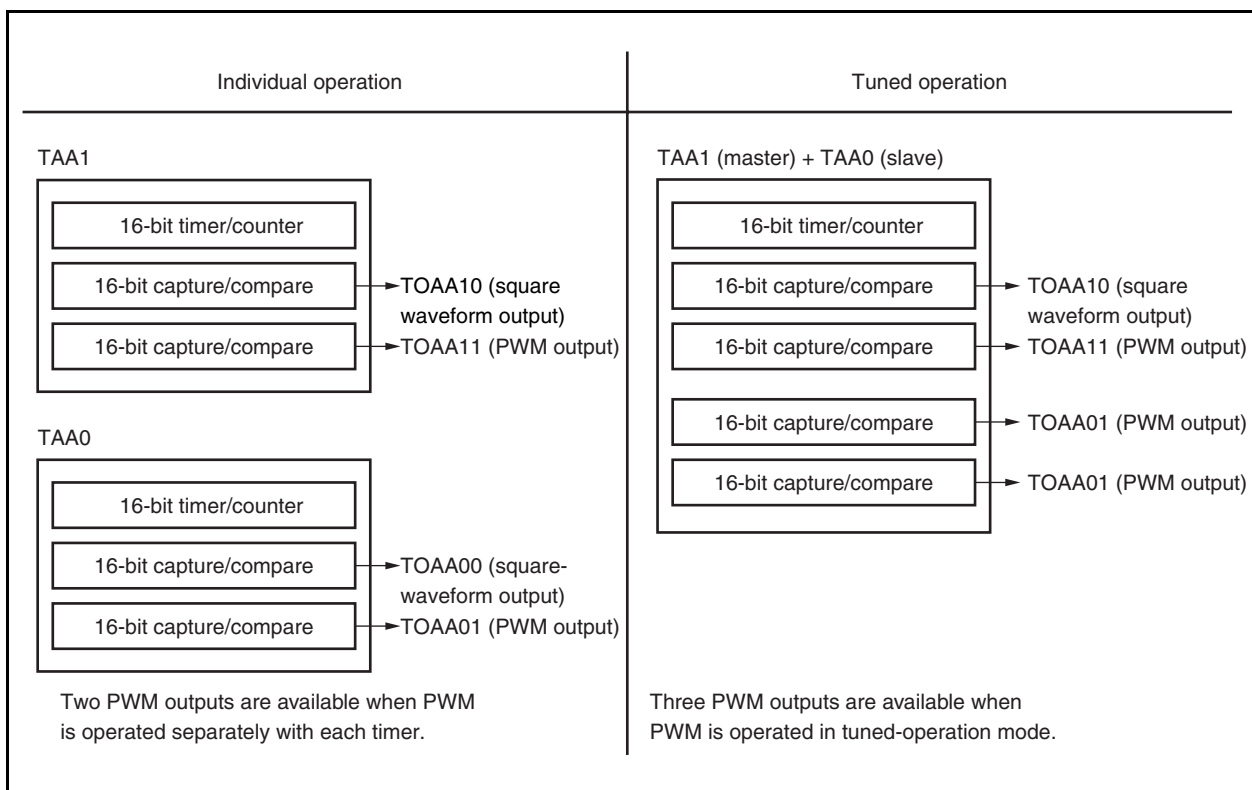 Individual operation
Tuned operation
TAA1
16-bit timer/counter
16-bit capture/compare
TOAA10 (square
waveform output)
16-bit capture/compare
TOAA11 (PWM output)
TAA0
16-bit timer/counter
16-bit capture/compare
TOAA00 (square-
waveform output)
16-bit capture/compare
TOAA01 (PWM output)
Two PWM outputs are available when PWM
is operated separately with each timer.
TAA1 (master) + TAA0 (slave)
16-bit timer/counter
16-bit capture/compare
TOAA10 (square
waveform output)
16-bit capture/compare
TOAA11 (PWM output)
16-bit capture/compare
TOAA01 (PWM output)
16-bit capture/compare
TOAA01 (PWM output)
Three PWM outputs are available when
PWM is operated in tuned-operation mode.